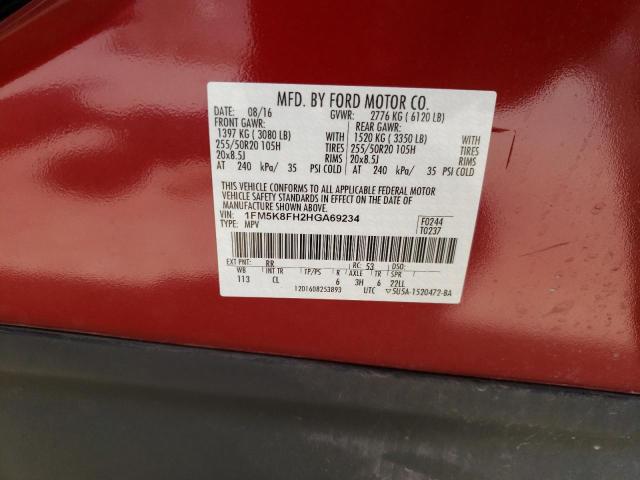 MFD. BY FORD MOTOR CO.
DATE: 08/16 GVWR: 2776 KG ( 6120 LB)
FRONT GAWR: REAR GAWR:
1397 KG ( 3080 LB) WITH 1520 KG ( 3350 LB) WITH
255/50R20 105H TIRES 255/50R20 105H TIRES
20x8.5J RIMS 20x8.5J RIMS
AT 240 kPa/ 35 PSI COLD AT 240 kPa/ 35 PSI COLD
THIS VEHICLE CONFORMS TO ALL APPLICABLE FEDERAL MOTOR
VEHICLE SAFETY STANDARDS IN EFFECT ON THE DATE OF
MANUFACTURE SHOWN ABOVE.
VIN: 1FM5K8FH2HGA69234 F0244
TYPE: MPV T0237
EXT PNT: RR RC: 53 DSO:
WB INT TR TP/PS R AXLE TR SPR
113 CL 6 3H 6 22LL
1201608253893 UTC ▽5U5A-1520472-BA